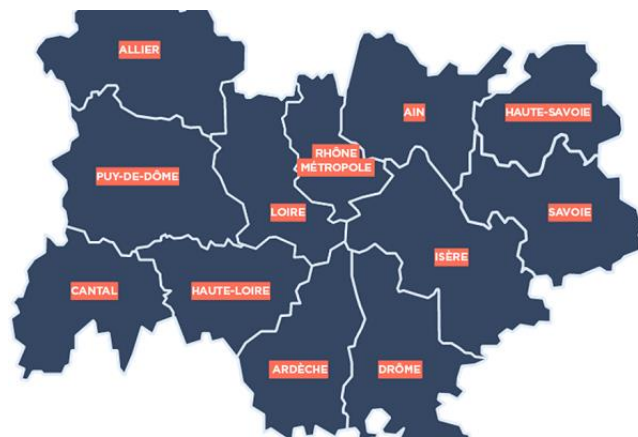 ALLIER
AIN
HAUTE-SAVOIE
RHÔNE
MÉTROPOLE
PUY-DE-DÔME
LOIRE
SAVOIE
ISÈRE
CANTAL
HAUTE-LOIRE
ARDÈCHE
DRÔME